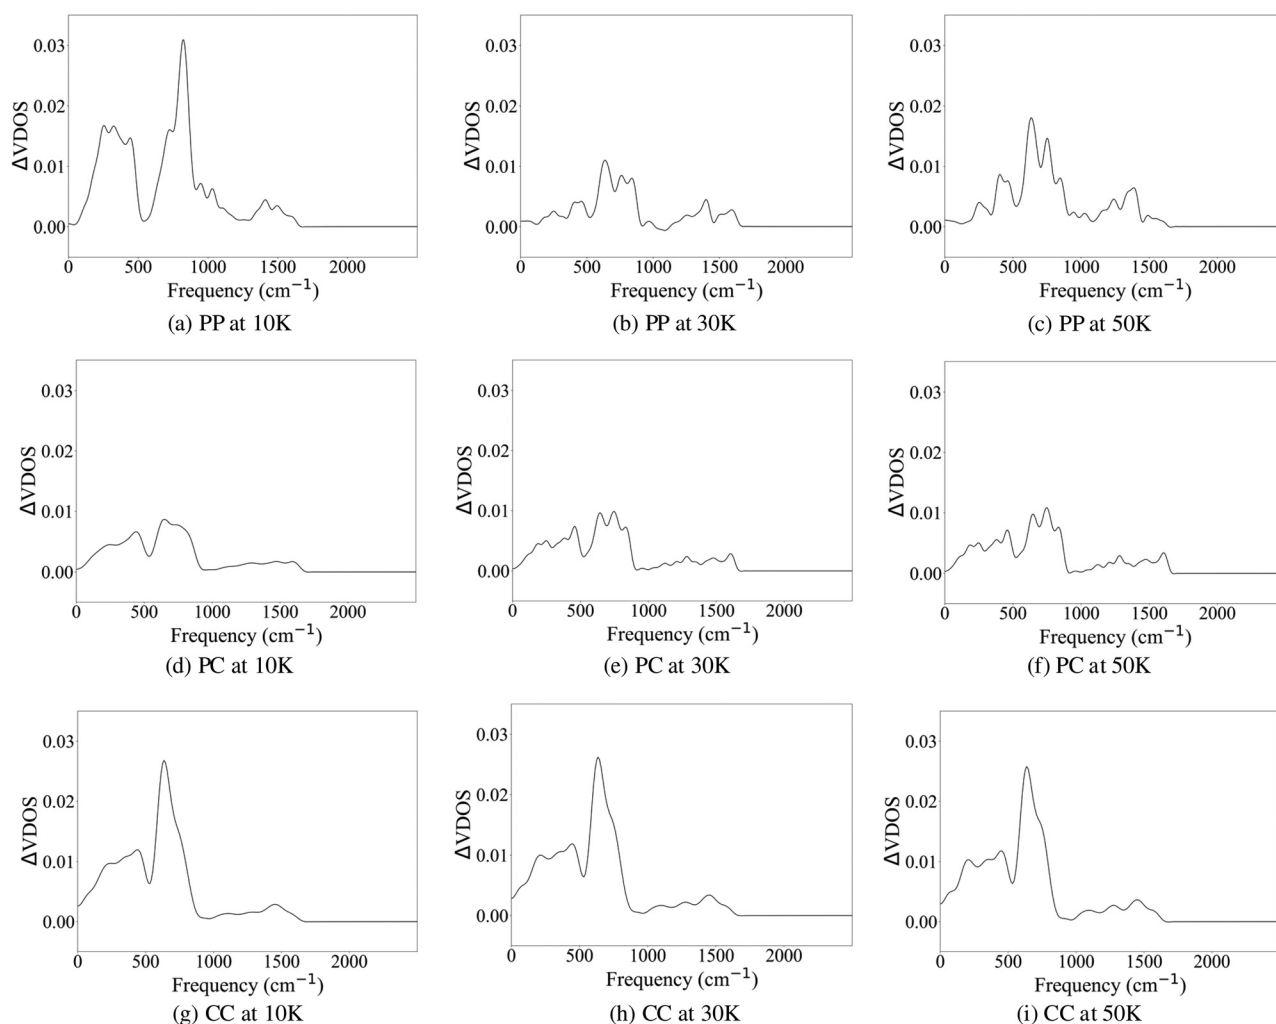 0.03
0.02
0.01
0.00
ΔVDOS
0 500 1000 1500 2000
Frequency (cm⁻¹)
(a) PP at 10K
0.03
0.02
0.01
0.00
ΔVDOS
0 500 1000 1500 2000
Frequency (cm⁻¹)
(b) PP at 30K
0.03
0.02
0.01
0.00
ΔVDOS
0 500 1000 1500 2000
Frequency (cm⁻¹)
(c) PP at 50K
0.03
0.02
0.01
0.00
ΔVDOS
0 500 1000 1500 2000
Frequency (cm⁻¹)
(d) PC at 10K
0.03
0.02
0.01
0.00
ΔVDOS
0 500 1000 1500 2000
Frequency (cm⁻¹)
(e) PC at 30K
0.03
0.02
0.01
0.00
ΔVDOS
0 500 1000 1500 2000
Frequency (cm⁻¹)
(f) PC at 50K
0.03
0.02
0.01
0.00
ΔVDOS
0 500 1000 1500 2000
Frequency (cm⁻¹)
(g) CC at 10K
0.03
0.02
0.01
0.00
ΔVDOS
0 500 1000 1500 2000
Frequency (cm⁻¹)
(h) CC at 30K
0.03
0.02
0.01
0.00
ΔVDOS
0 500 1000 1500 2000
Frequency (cm⁻¹)
(i) CC at 50K